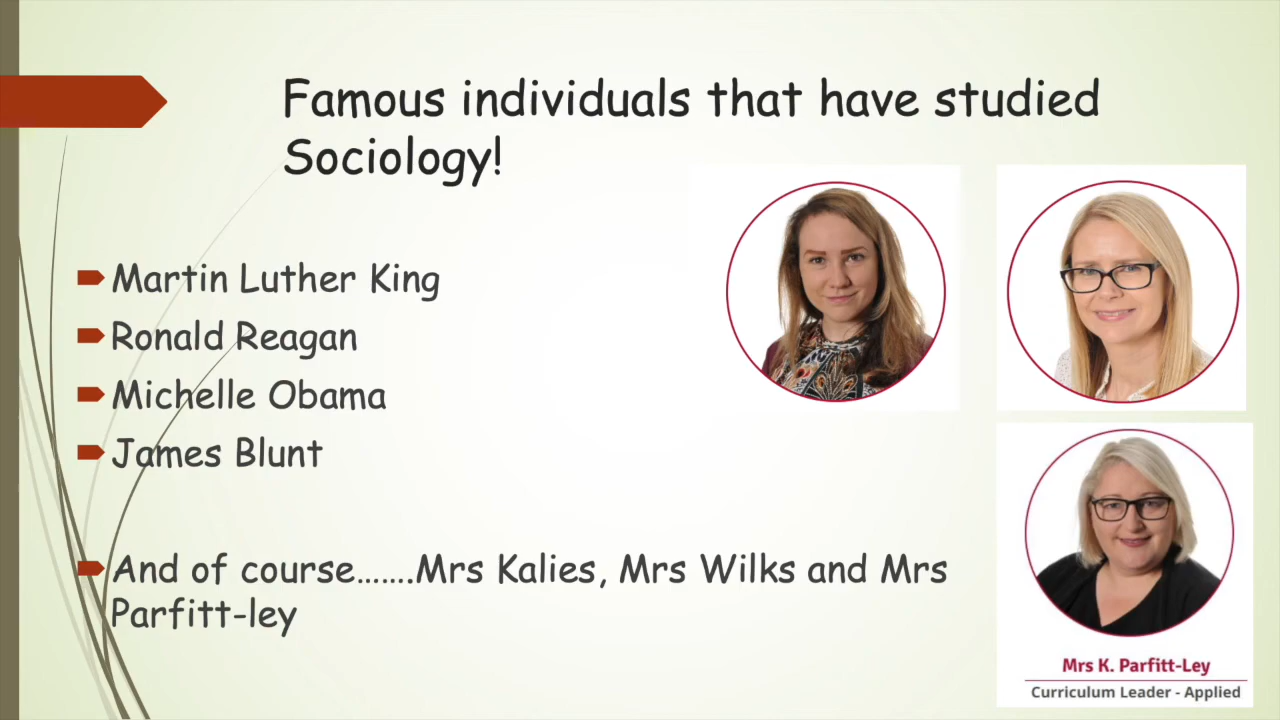 Famous individuals that have studied
Sociology!
Martin Luther King
Ronald Reagan
Michelle Obama
James Blunt
And of course.......Mrs Kalies, Mrs Wilks and Mrs
Parfitt-ley
Mrs K. Parfitt-Ley
Curriculum Leader - Applied